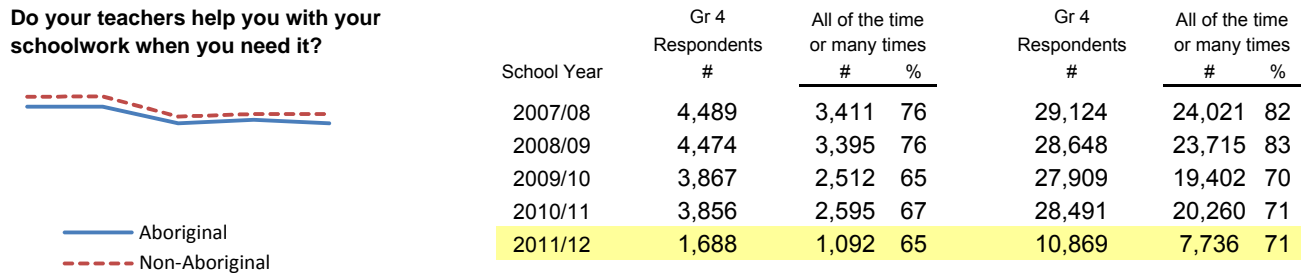 Do your teachers help you with your
schoolwork when you need it?
Aboriginal
Non-Aboriginal
Gr 4 All of the time Gr 4 All of the time
Respondents or many times Respondents or many times
School Year # # % # # %
2007/08 4,489 3,411 76 29,124 24,021 82
2008/09 4,474 3,395 76 28,648 23,715 83
2009/10 3,867 2,512 65 27,909 19,402 70
2010/11 3,856 2,595 67 28,491 20,260 71
2011/12 1,688 1,092 65 10,869 7,736 71